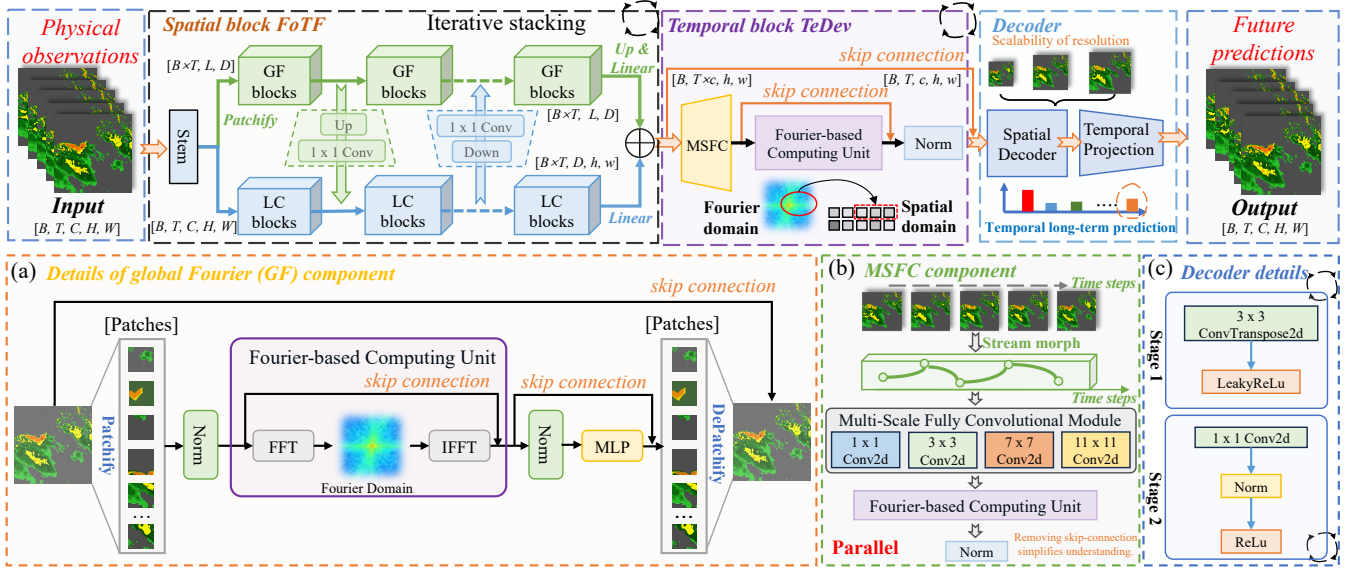 Physical
observations
Input
[B, T, C, H, W]
Spatial block FoTF
Iterative stacking
[B×T, L, D]
GF
blocks
GF
blocks
GF
blocks
Up &
Linear
Patchify
Up
1 x 1 Conv
1 x 1 Conv
Down
[B×T, L, D]
Stem
[B×T, D, h, w]
[B, T, C, H, W]
LC
blocks
LC
blocks
LC
blocks
Linear
Temporal block TeDev
skip connection
[B, T×c, h, w]
[B, T, c, h, w]
skip connection
MSFC
Fourier-based
Computing Unit
Norm
Fourier
domain
Spatial
domain
Decoder
Scalability of resolution
Spatial
Decoder
Temporal
Projection
Temporal long-term prediction
Future
predictions
Output
[B, T, C, H, W]
(a)
Details of global Fourier (GF) component
skip connection
[Patches]
[Patches]
Patchify
Norm
Fourier-based Computing Unit
skip connection
FFT
Fourier Domain
IFFT
skip connection
Norm
MLP
DePatchify
(b)
MSFC component
Time steps
Stream morph
Time steps
Multi-Scale Fully Convolutional Module
1 x 1
Conv2d
3 x 3
Conv2d
7 x 7
Conv2d
11 x 11
Conv2d
Fourier-based Computing Unit
Parallel
Norm
Removing skip-connection
simplifies understanding.
(c)
Decoder details
Stage 1
3 x 3
ConvTranspose2d
LeakyReLu
Stage 2
1 x 1 Conv2d
Norm
ReLu